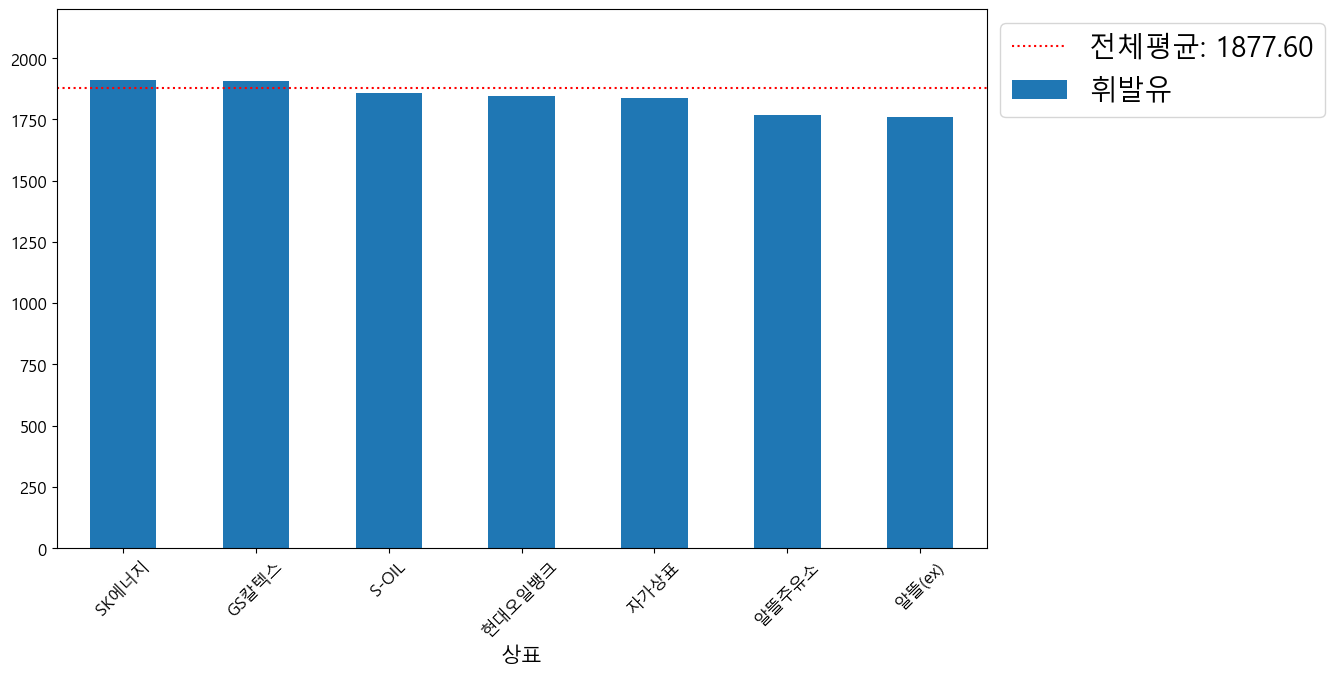 전체평균: 1877.60
휘발유
2000
1750
1500
1250
1000
750
500
250
0
SK에너지
GS칼텍스
S-OIL
현대오일뱅크
자가상표
알뜰주유소
알뜰(ex)
상표